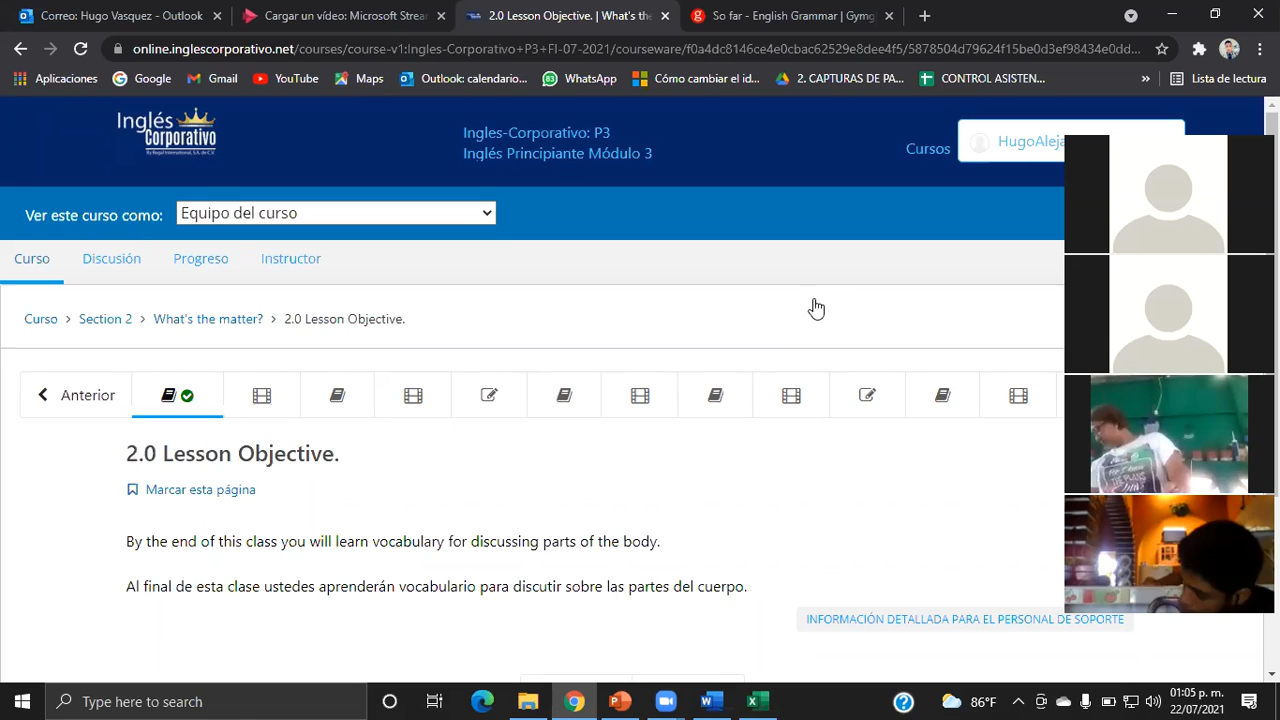 Correo: Hugo Vasquez - Outlook
Cargar un vídeo: Microsoft Strea
2.0 Lesson Objective. | What's the
So far - English Grammar | Gymg
online.inglescorporativo.net/courses/course-v1:Ingles-Corporativo+P3+FI-07-2021/courseware/f0a4dc8146ce4e0cbac62529e8dee4f5/5878504d79624f15be0d3ef98434e0dd...
Aplicaciones
Google
Gmail
YouTube
Maps
Outlook: calendario...
WhatsApp
Cómo cambiar el id...
2. CAPTURAS DE PA...
CONTROL ASISTEN...
»
Lista de lectura
Inglés
Corporativo
Ingles-Corporativo: P3
Inglés Principiante Módulo 3
Cursos
HugoAleja
Ver este curso como:
Equipo del curso
Curso
Discusión
Progreso
Instructor
Curso > Section 2 > What's the matter? > 2.0 Lesson Objective.
Anterior
2.0 Lesson Objective.
Marcar esta página
By the end of this class you will learn vocabulary for discussing parts of the body.
Al final de esta clase ustedes aprenderán vocabulario para discutir sobre las partes del cuerpo.
INFORMACIÓN DETALLADA PARA EL PERSONAL DE SOPORTE
Type here to search
86°F
01:05 p. m.
22/07/2021